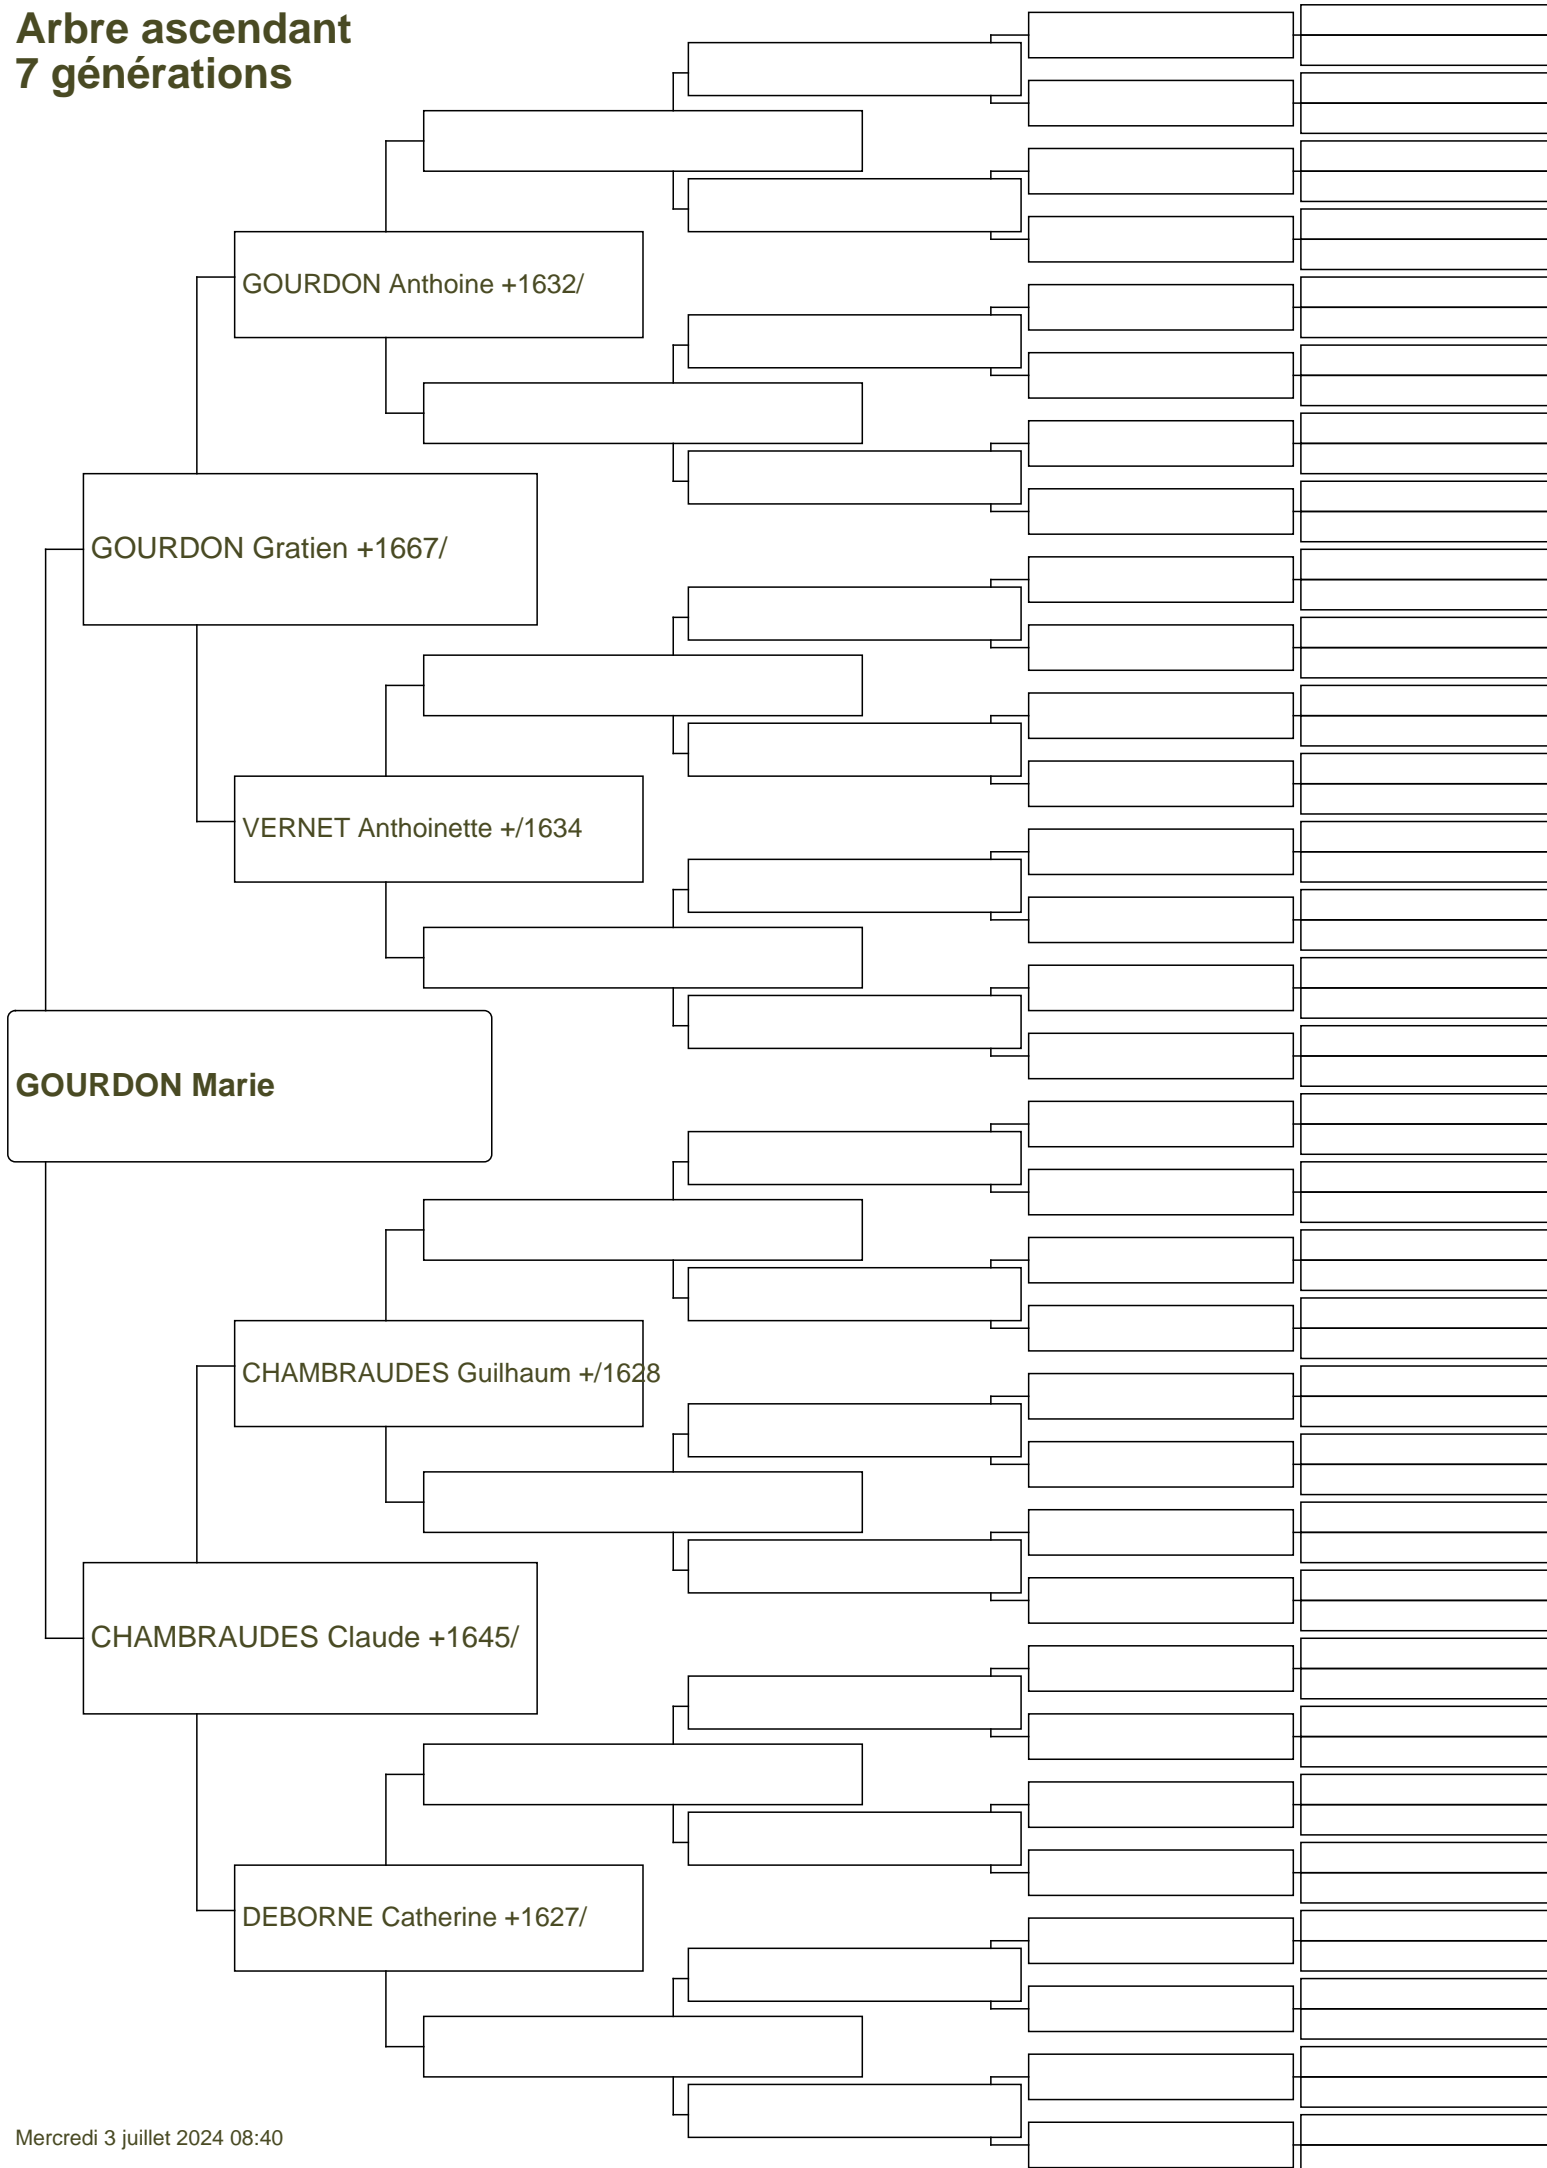 Arbre ascendant
7 générations
GOURDON Anthoine +1632/
GOURDON Gratien +1667/
VERNET Anthoinette +/1634
GOURDON Marie
CHAMBRAUDES Guilhaum +/1628
CHAMBRAUDES Claude +1645/
DEBORNE Catherine +1627/
Mercredi 3 juillet 2024 08:40